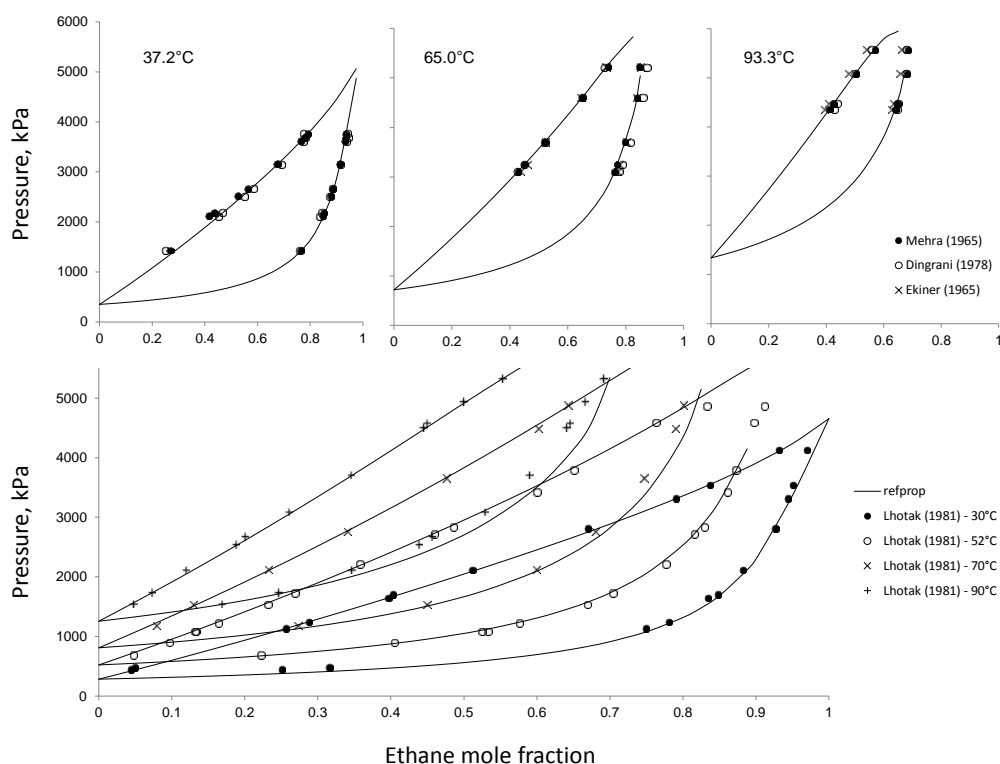 6000
5000
4000
3000
2000
1000
0
Pressure, kPa
37.2°C
65.0°C
93.3°C
Mehra (1965)
Dingrani (1978)
Ekiner (1965)
0 0.2 0.4 0.6 0.8 1
0 0.2 0.4 0.6 0.8 1
0 0.2 0.4 0.6 0.8 1
5000
4000
3000
2000
1000
0
Pressure, kPa
refprop
Lhotak (1981) - 30°C
Lhotak (1981) - 52°C
Lhotak (1981) - 70°C
Lhotak (1981) - 90°C
0 0.1 0.2 0.3 0.4 0.5 0.6 0.7 0.8 0.9 1
Ethane mole fraction